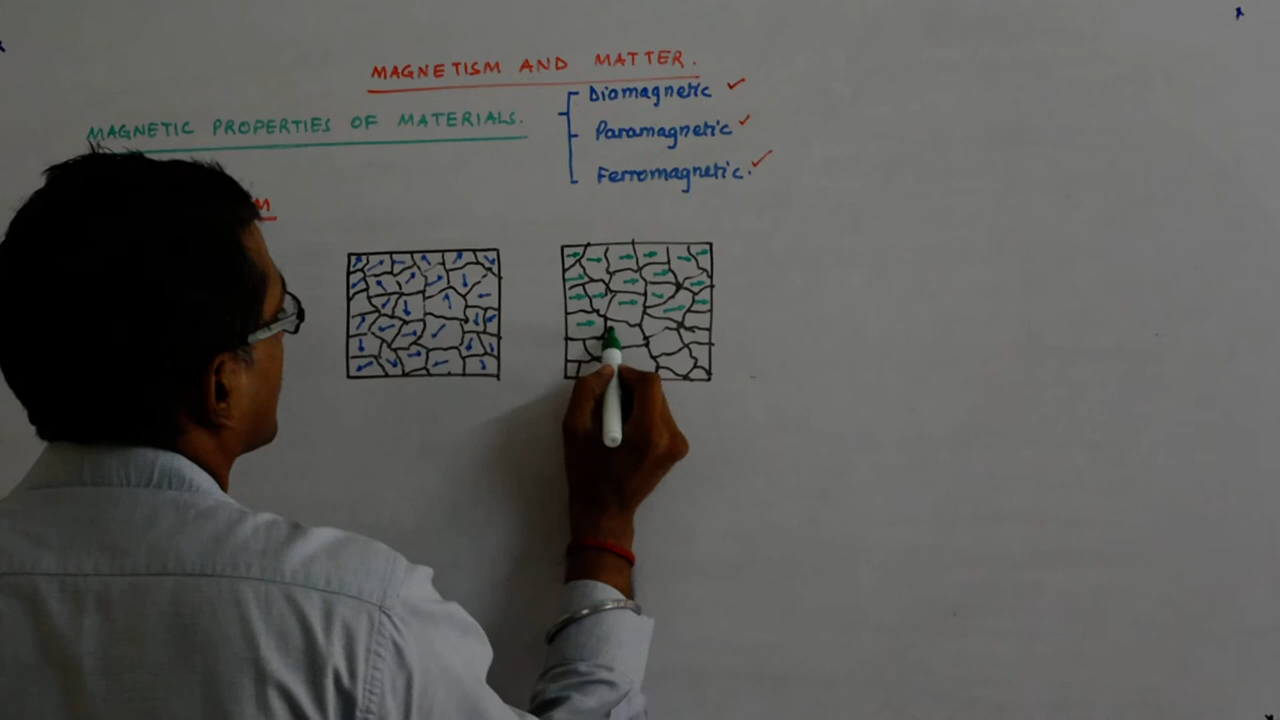 MAGNETISM AND MATTER.
MAGNETIC PROPERTIES OF MATERIALS.
Diamagnetic
Paramagnetic
Ferromagnetic.